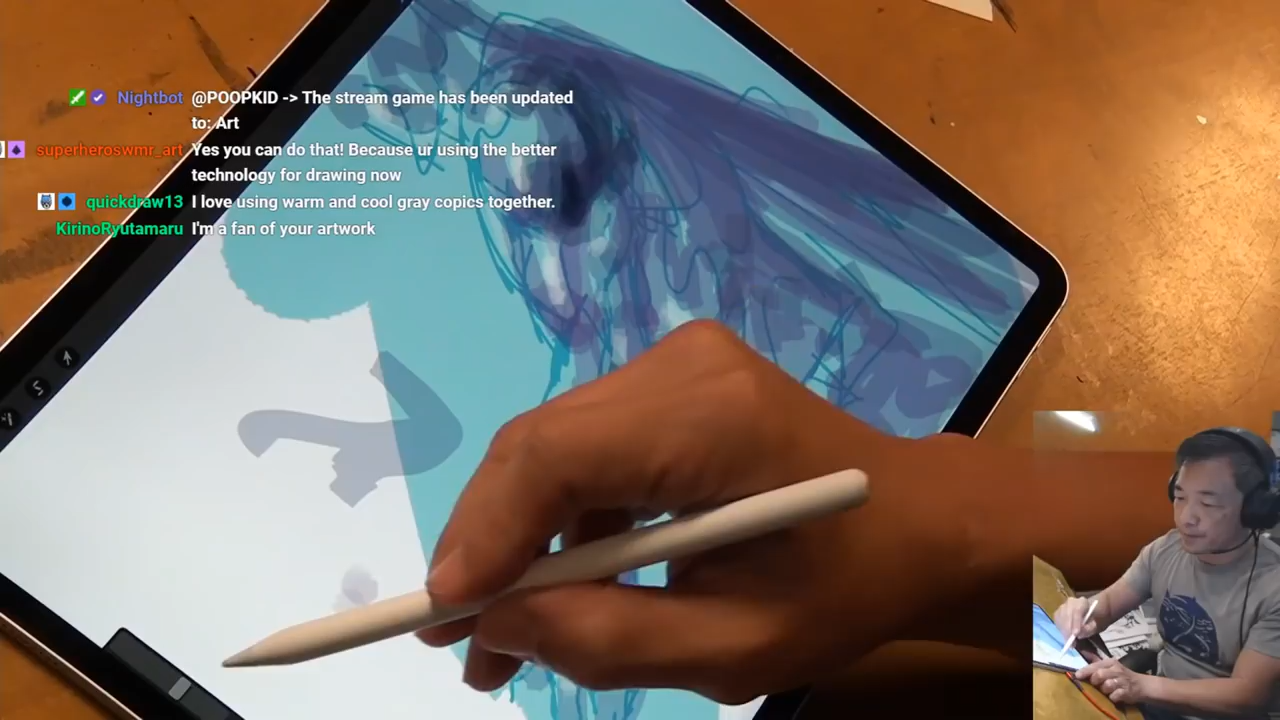 Nightbot @POOPKID -> The stream game has been updated
to: Art
superheroswmr_art Yes you can do that! Because ur using the better
technology for drawing now
quickdraw13 I love using warm and cool gray copics together.
KirinoRyutamaru I'm a fan of your artwork